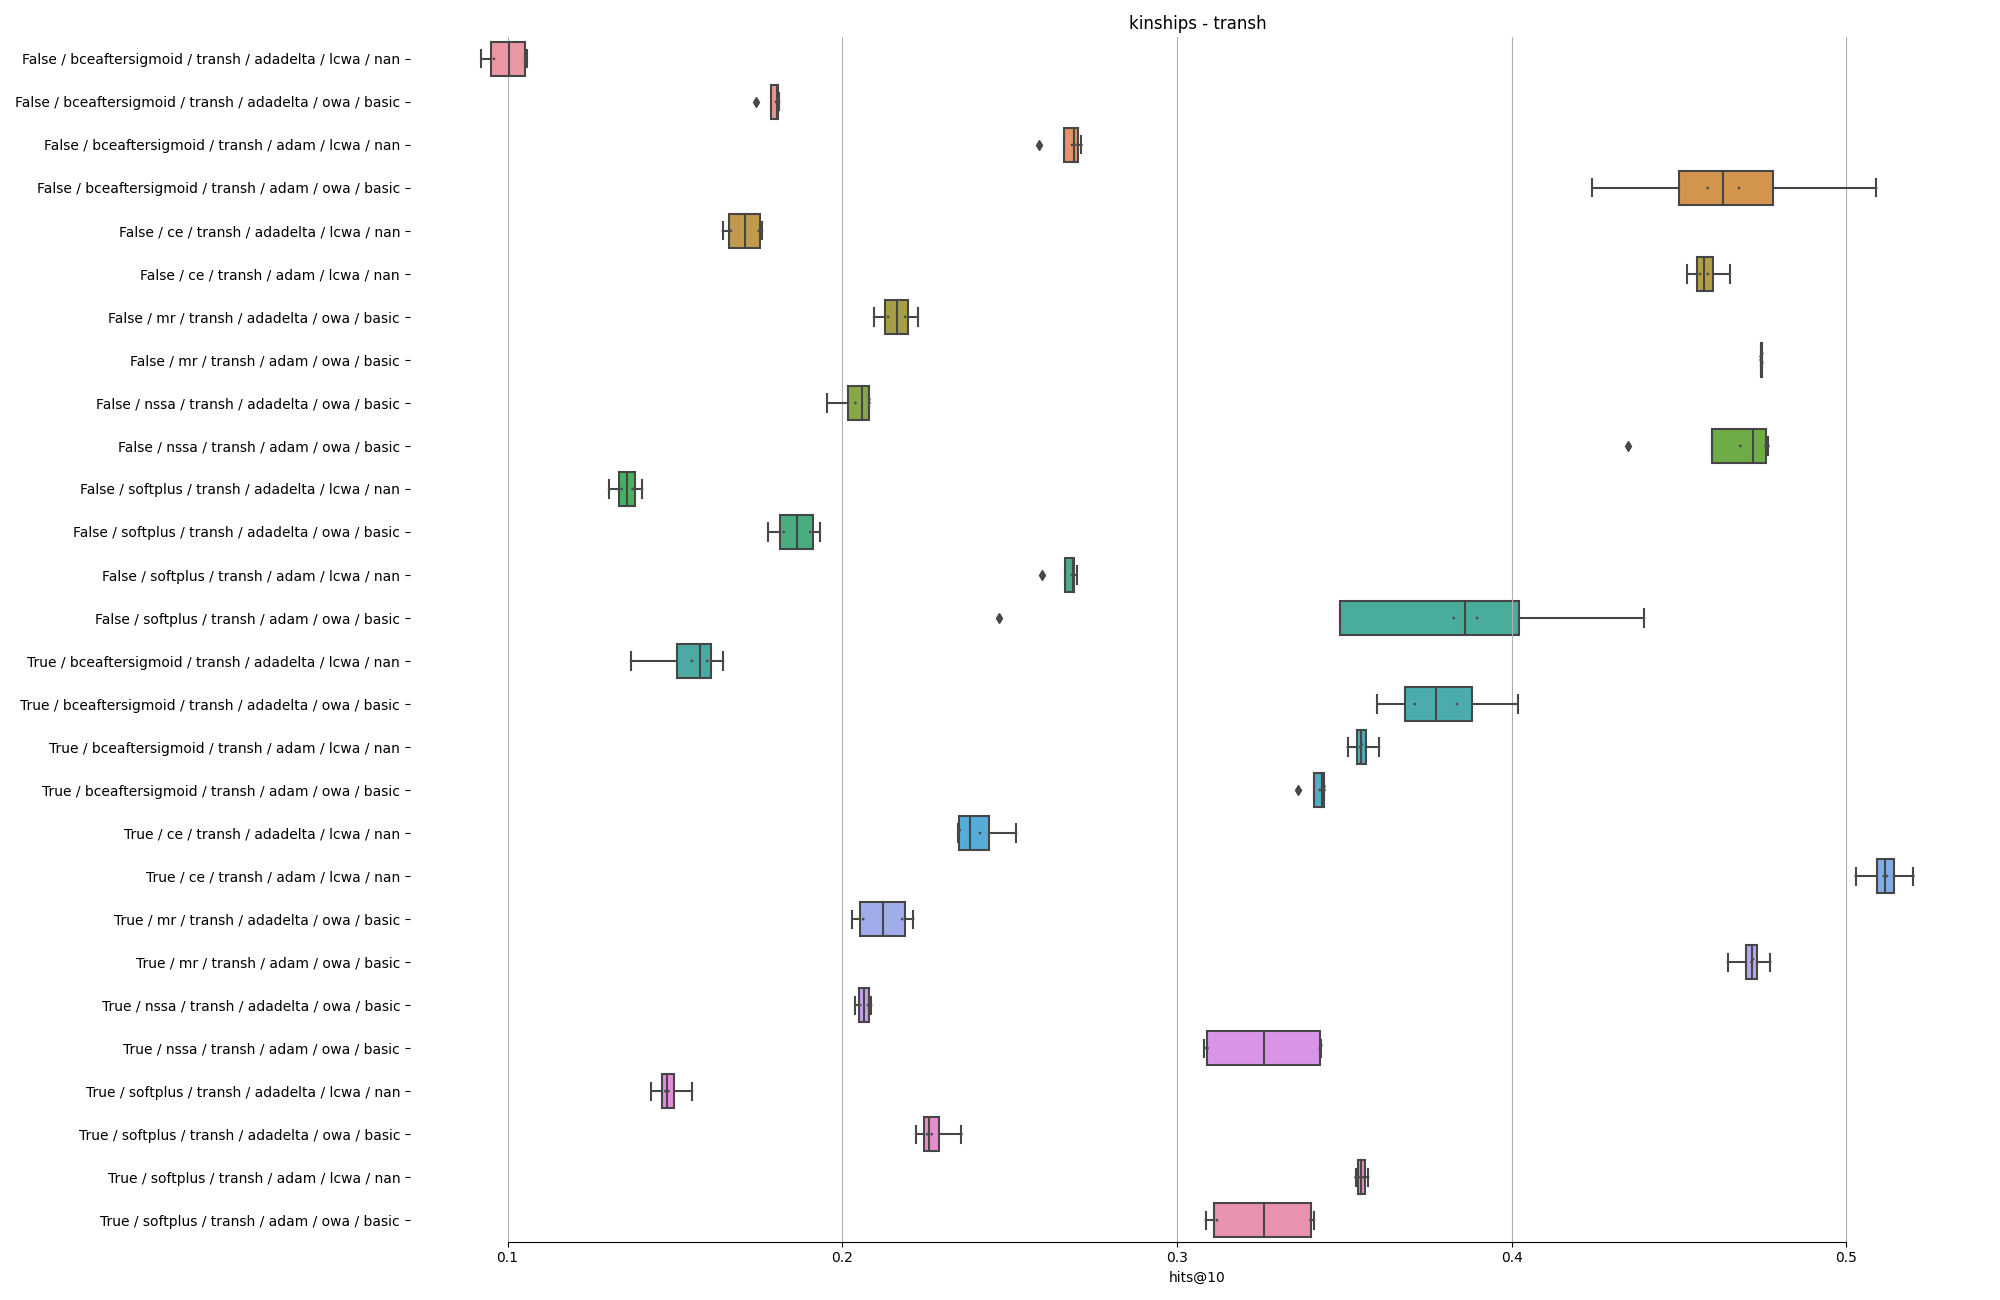 kinships - transh
False / bceaftersigmoid / transh / adadelta / lcwa / nan
False / bceaftersigmoid / transh / adadelta / owa / basic
False / bceaftersigmoid / transh / adam / lcwa / nan
False / bceaftersigmoid / transh / adam / owa / basic
False / ce / transh / adadelta / lcwa / nan
False / ce / transh / adam / lcwa / nan
False / mr / transh / adadelta / owa / basic
False / mr / transh / adam / owa / basic
False / nssa / transh / adadelta / owa / basic
False / nssa / transh / adam / owa / basic
False / softplus / transh / adadelta / lcwa / nan
False / softplus / transh / adadelta / owa / basic
False / softplus / transh / adam / lcwa / nan
False / softplus / transh / adam / owa / basic
True / bceaftersigmoid / transh / adadelta / lcwa / nan
True / bceaftersigmoid / transh / adadelta / owa / basic
True / bceaftersigmoid / transh / adam / lcwa / nan
True / bceaftersigmoid / transh / adam / owa / basic
True / ce / transh / adadelta / lcwa / nan
True / ce / transh / adam / lcwa / nan
True / mr / transh / adadelta / owa / basic
True / mr / transh / adam / owa / basic
True / nssa / transh / adadelta / owa / basic
True / nssa / transh / adam / owa / basic
True / softplus / transh / adadelta / lcwa / nan
True / softplus / transh / adadelta / owa / basic
True / softplus / transh / adam / lcwa / nan
True / softplus / transh / adam / owa / basic
0.1 0.2 0.3 0.4 0.5
hits@10